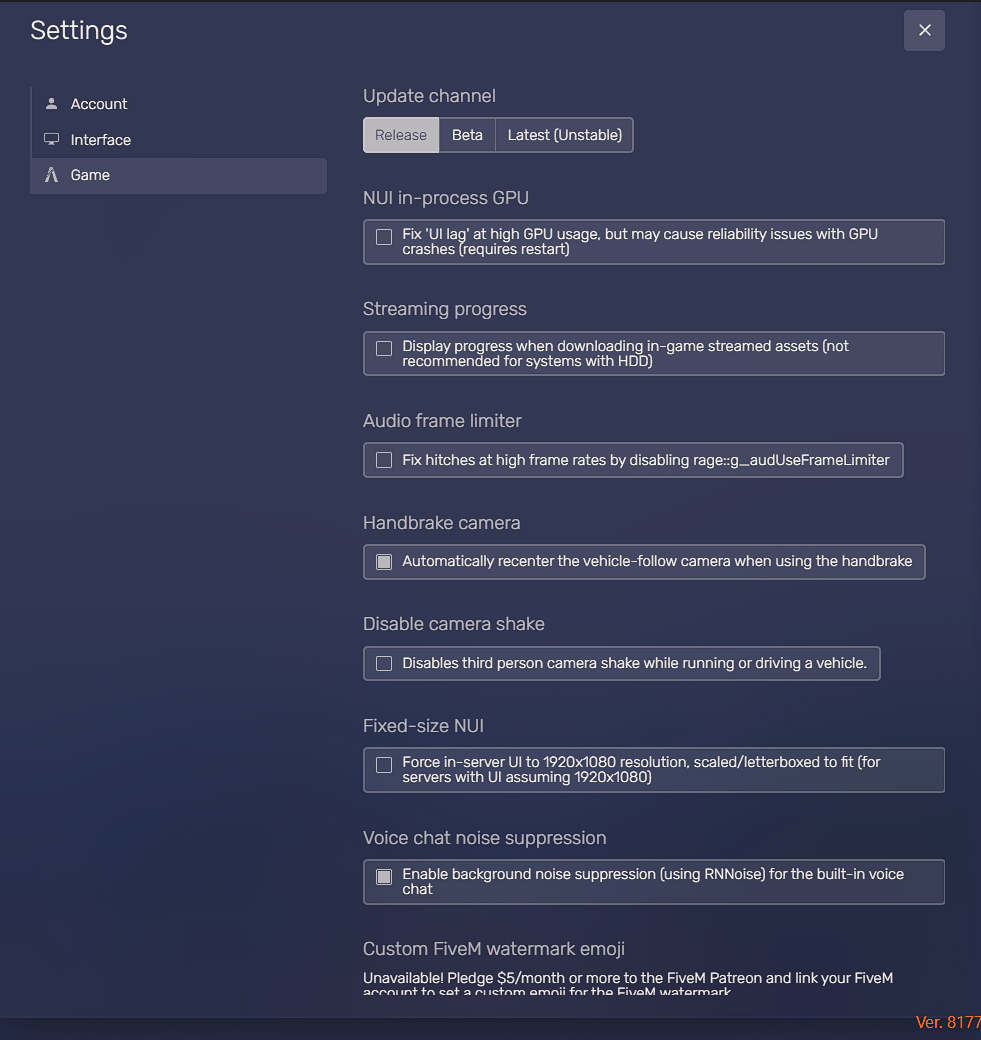 Settings
Account
Interface
Game
Update channel
Release
Beta
Latest (Unstable)
NUI in-process GPU
Fix 'UI lag' at high GPU usage, but may cause reliability issues with GPU
crashes (requires restart)
Streaming progress
Display progress when downloading in-game streamed assets (not
recommended for systems with HDD)
Audio frame limiter
Fix hitches at high frame rates by disabling rage::g_audUseFrameLimiter
Handbrake camera
Automatically recenter the vehicle-follow camera when using the handbrake
Disable camera shake
Disables third person camera shake while running or driving a vehicle.
Fixed-size NUI
Force in-server UI to 1920x1080 resolution, scaled/letterboxed to fit (for
servers with UI assuming 1920x1080)
Voice chat noise suppression
Enable background noise suppression (using RNNoise) for the built-in voice
chat
Custom FiveM watermark emoji
Unavailable! Pledge $5/month or more to the FiveM Patreon and link your FiveM
account to set a custom emoji for the FiveM watermark
Ver. 8177